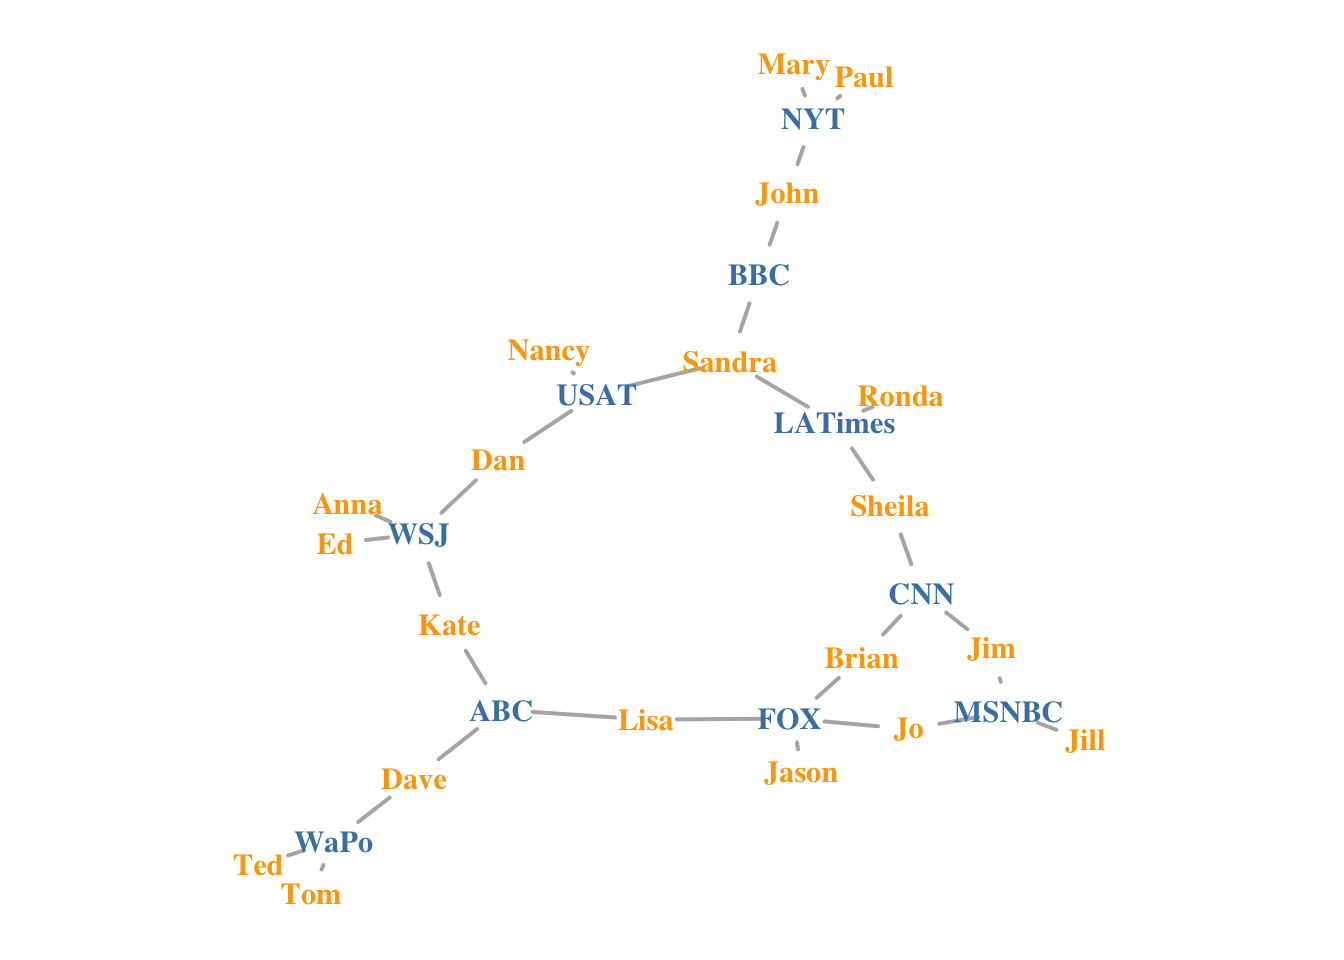 Mary
Paul
NYT
John
BBC
Nancy
Sandra
USAT
Ronda
LATimes
Dan
Anna
Sheila
WSJ
Ed
CNN
Kate
Jim
Brian
ABC
MSNBC
Lisa
FOX
Jo
Jill
Jason
Dave
WaPo
Ted
Tom